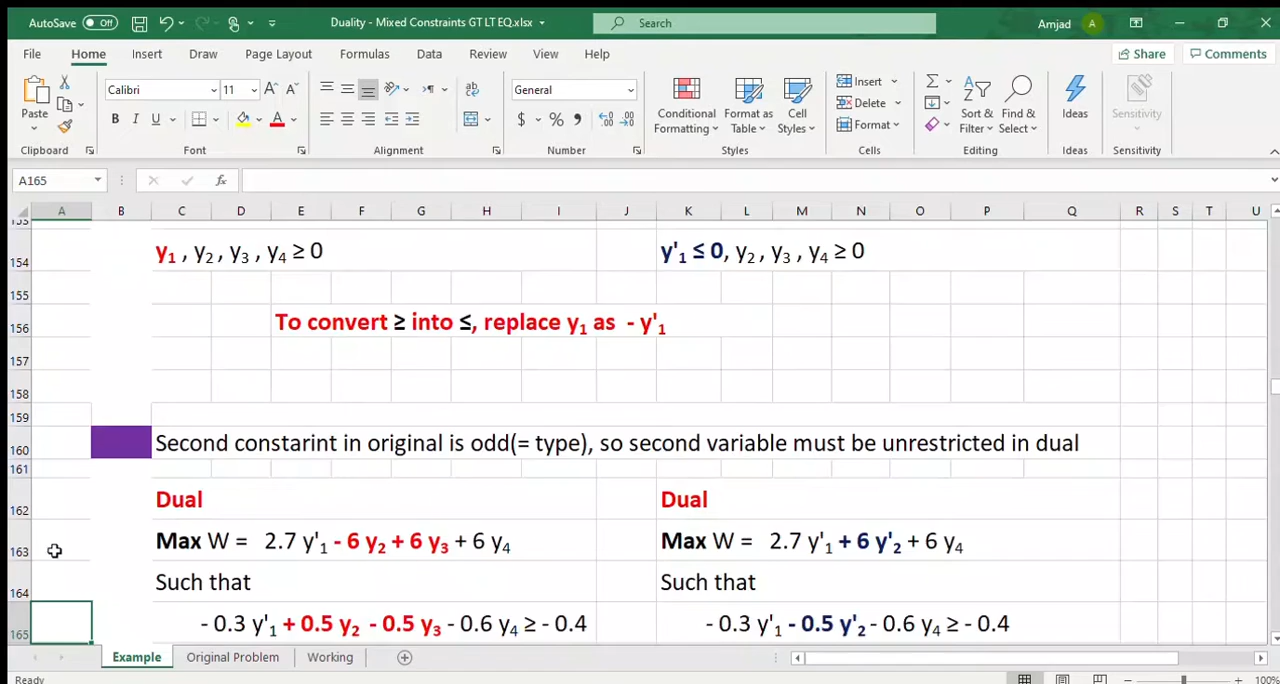 AutoSave Off Duality - Mixed Constraints GT LT EQ.xlsx Search Amjad A
File Home Insert Draw Page Layout Formulas Data Review View Help Share Comments
Calibri 11 A A ab General Insert Σ A Z
Paste B I U A $ % 9 Conditional Formatting Format as Table Cell Styles Delete Format Sort & Filter Find & Select Ideas Sensitivity
Clipboard Font Alignment Number Styles Cells Editing Ideas Sensitivity
A165 fx
A B C D E F G H I J K L M N O P Q R S T U
153
154 y₁ , y₂ , y₃ , y₄ ≥ 0 y'₁ ≤ 0, y₂ , y₃ , y₄ ≥ 0
155
156 To convert ≥ into ≤, replace y₁ as - y'₁
157
158
159
160 Second constarint in original is odd(= type), so second variable must be unrestricted in dual
161
162 Dual Dual
163 Max W = 2.7 y'₁ - 6 y₂ + 6 y₃ + 6 y₄ Max W = 2.7 y'₁ + 6 y'₂ + 6 y₄
164 Such that Such that
165 - 0.3 y'₁ + 0.5 y₂ - 0.5 y₃ - 0.6 y₄ ≥ - 0.4 - 0.3 y'₁ - 0.5 y'₂ - 0.6 y₄ ≥ - 0.4
Example Original Problem Working
Ready 100%